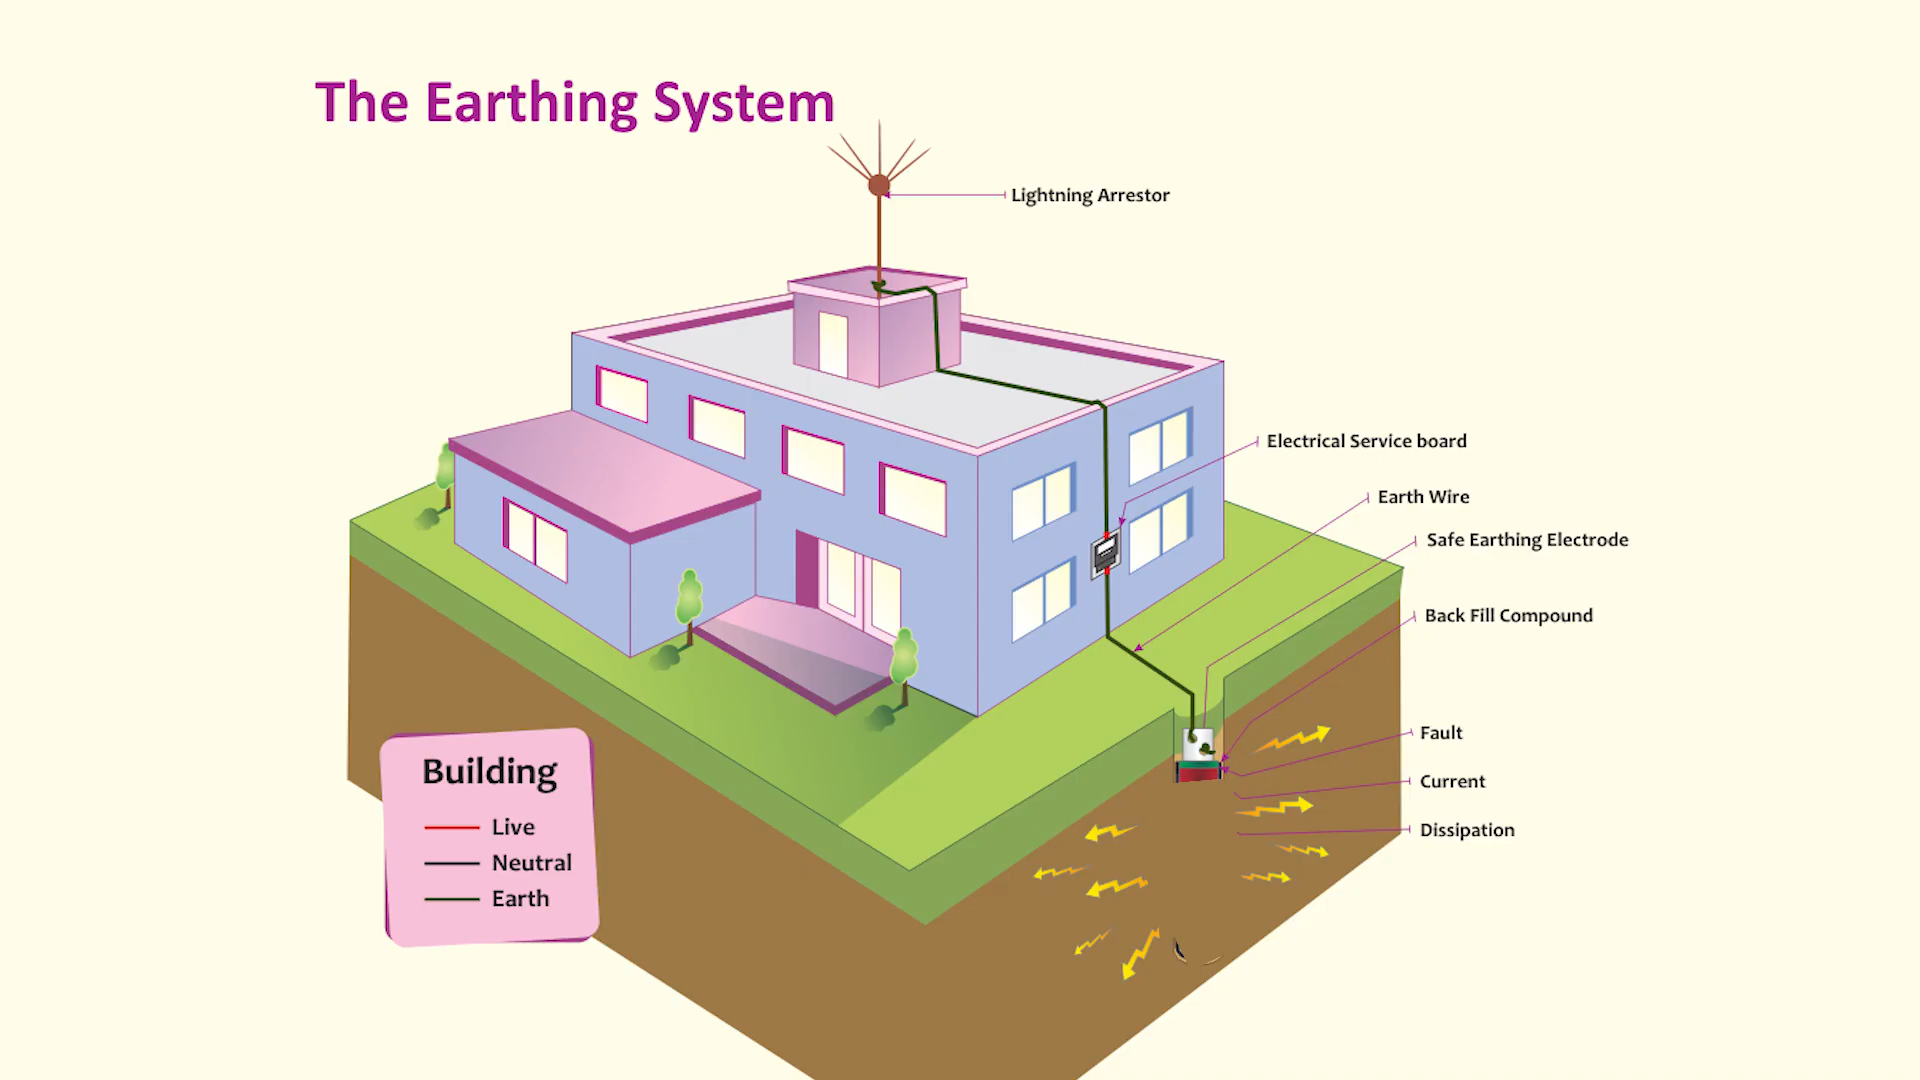 The Earthing System
Lightning Arrestor
Electrical Service board
Earth Wire
Safe Earthing Electrode
Back Fill Compound
Fault
Current
Dissipation
Building
Live
Neutral
Earth